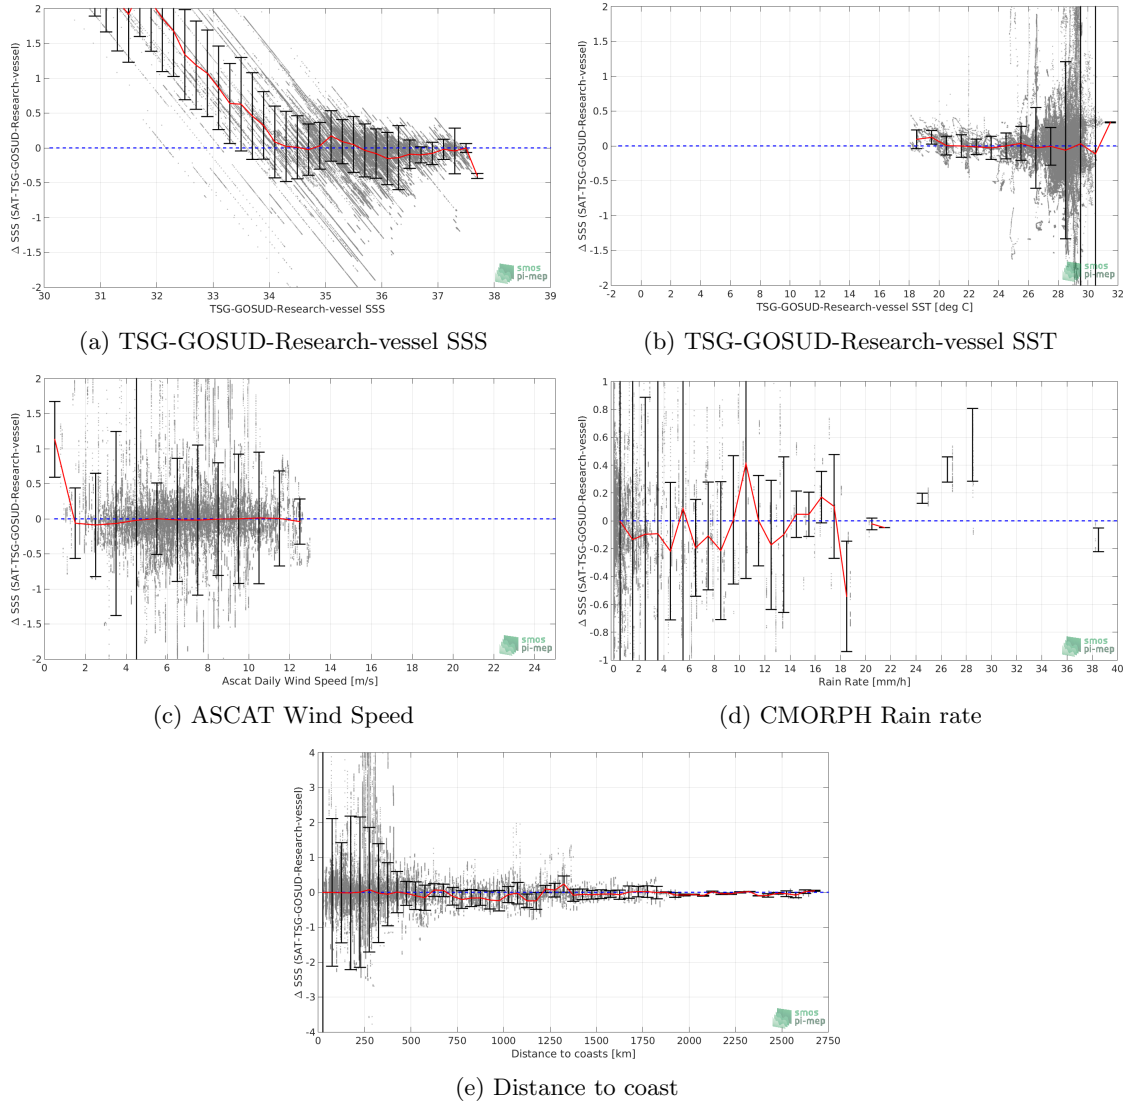 2
1.5
1
0.5
0
-0.5
-1
-1.5
-2
Δ SSS (SAT-TSG-GOSUD-Research-vessel)
30 31 32 33 34 35 36 37 38 39
TSG-GOSUD-Research-vessel SSS
smos
pi-mep
(a) TSG-GOSUD-Research-vessel SSS
2
1.5
1
0.5
0
-0.5
-1
-1.5
-2
Δ SSS (SAT-TSG-GOSUD-Research-vessel)
-2 0 2 4 6 8 10 12 14 16 18 20 22 24 26 28 30 32
TSG-GOSUD-Research-vessel SST [deg C]
smos
pi-mep
(b) TSG-GOSUD-Research-vessel SST
2
1.5
1
0.5
0
-0.5
-1
-1.5
-2
Δ SSS (SAT-TSG-GOSUD-Research-vessel)
0 2 4 6 8 10 12 14 16 18 20 22 24
Ascat Daily Wind Speed [m/s]
smos
pi-mep
(c) ASCAT Wind Speed
1
0.8
0.6
0.4
0.2
0
-0.2
-0.4
-0.6
-0.8
-1
Δ SSS (SAT-TSG-GOSUD-Research-vessel)
0 2 4 6 8 10 12 14 16 18 20 22 24 26 28 30 32 34 36 38 40
Rain Rate [mm/h]
smos
pi-mep
(d) CMORPH Rain rate
4
3
2
1
0
-1
-2
-3
-4
Δ SSS (SAT-TSG-GOSUD-Research-vessel)
0 250 500 750 1000 1250 1500 1750 2000 2250 2500 2750
Distance to coasts [km]
smos
pi-mep
(e) Distance to coast